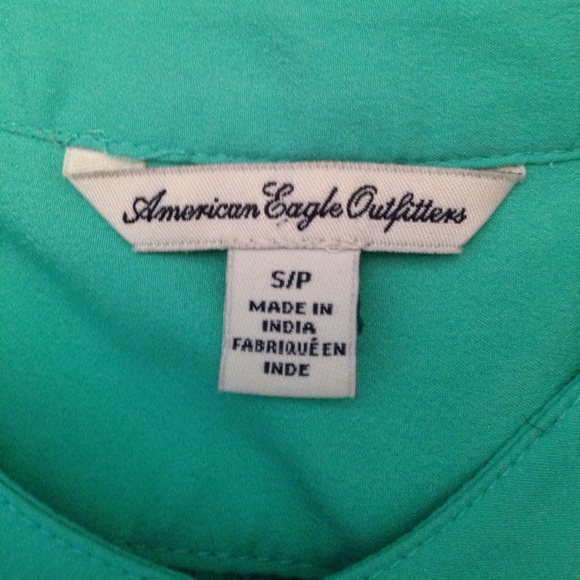 American Eagle Outfitters
S/P
MADE IN
INDIA
FABRIQUÉ EN
INDE